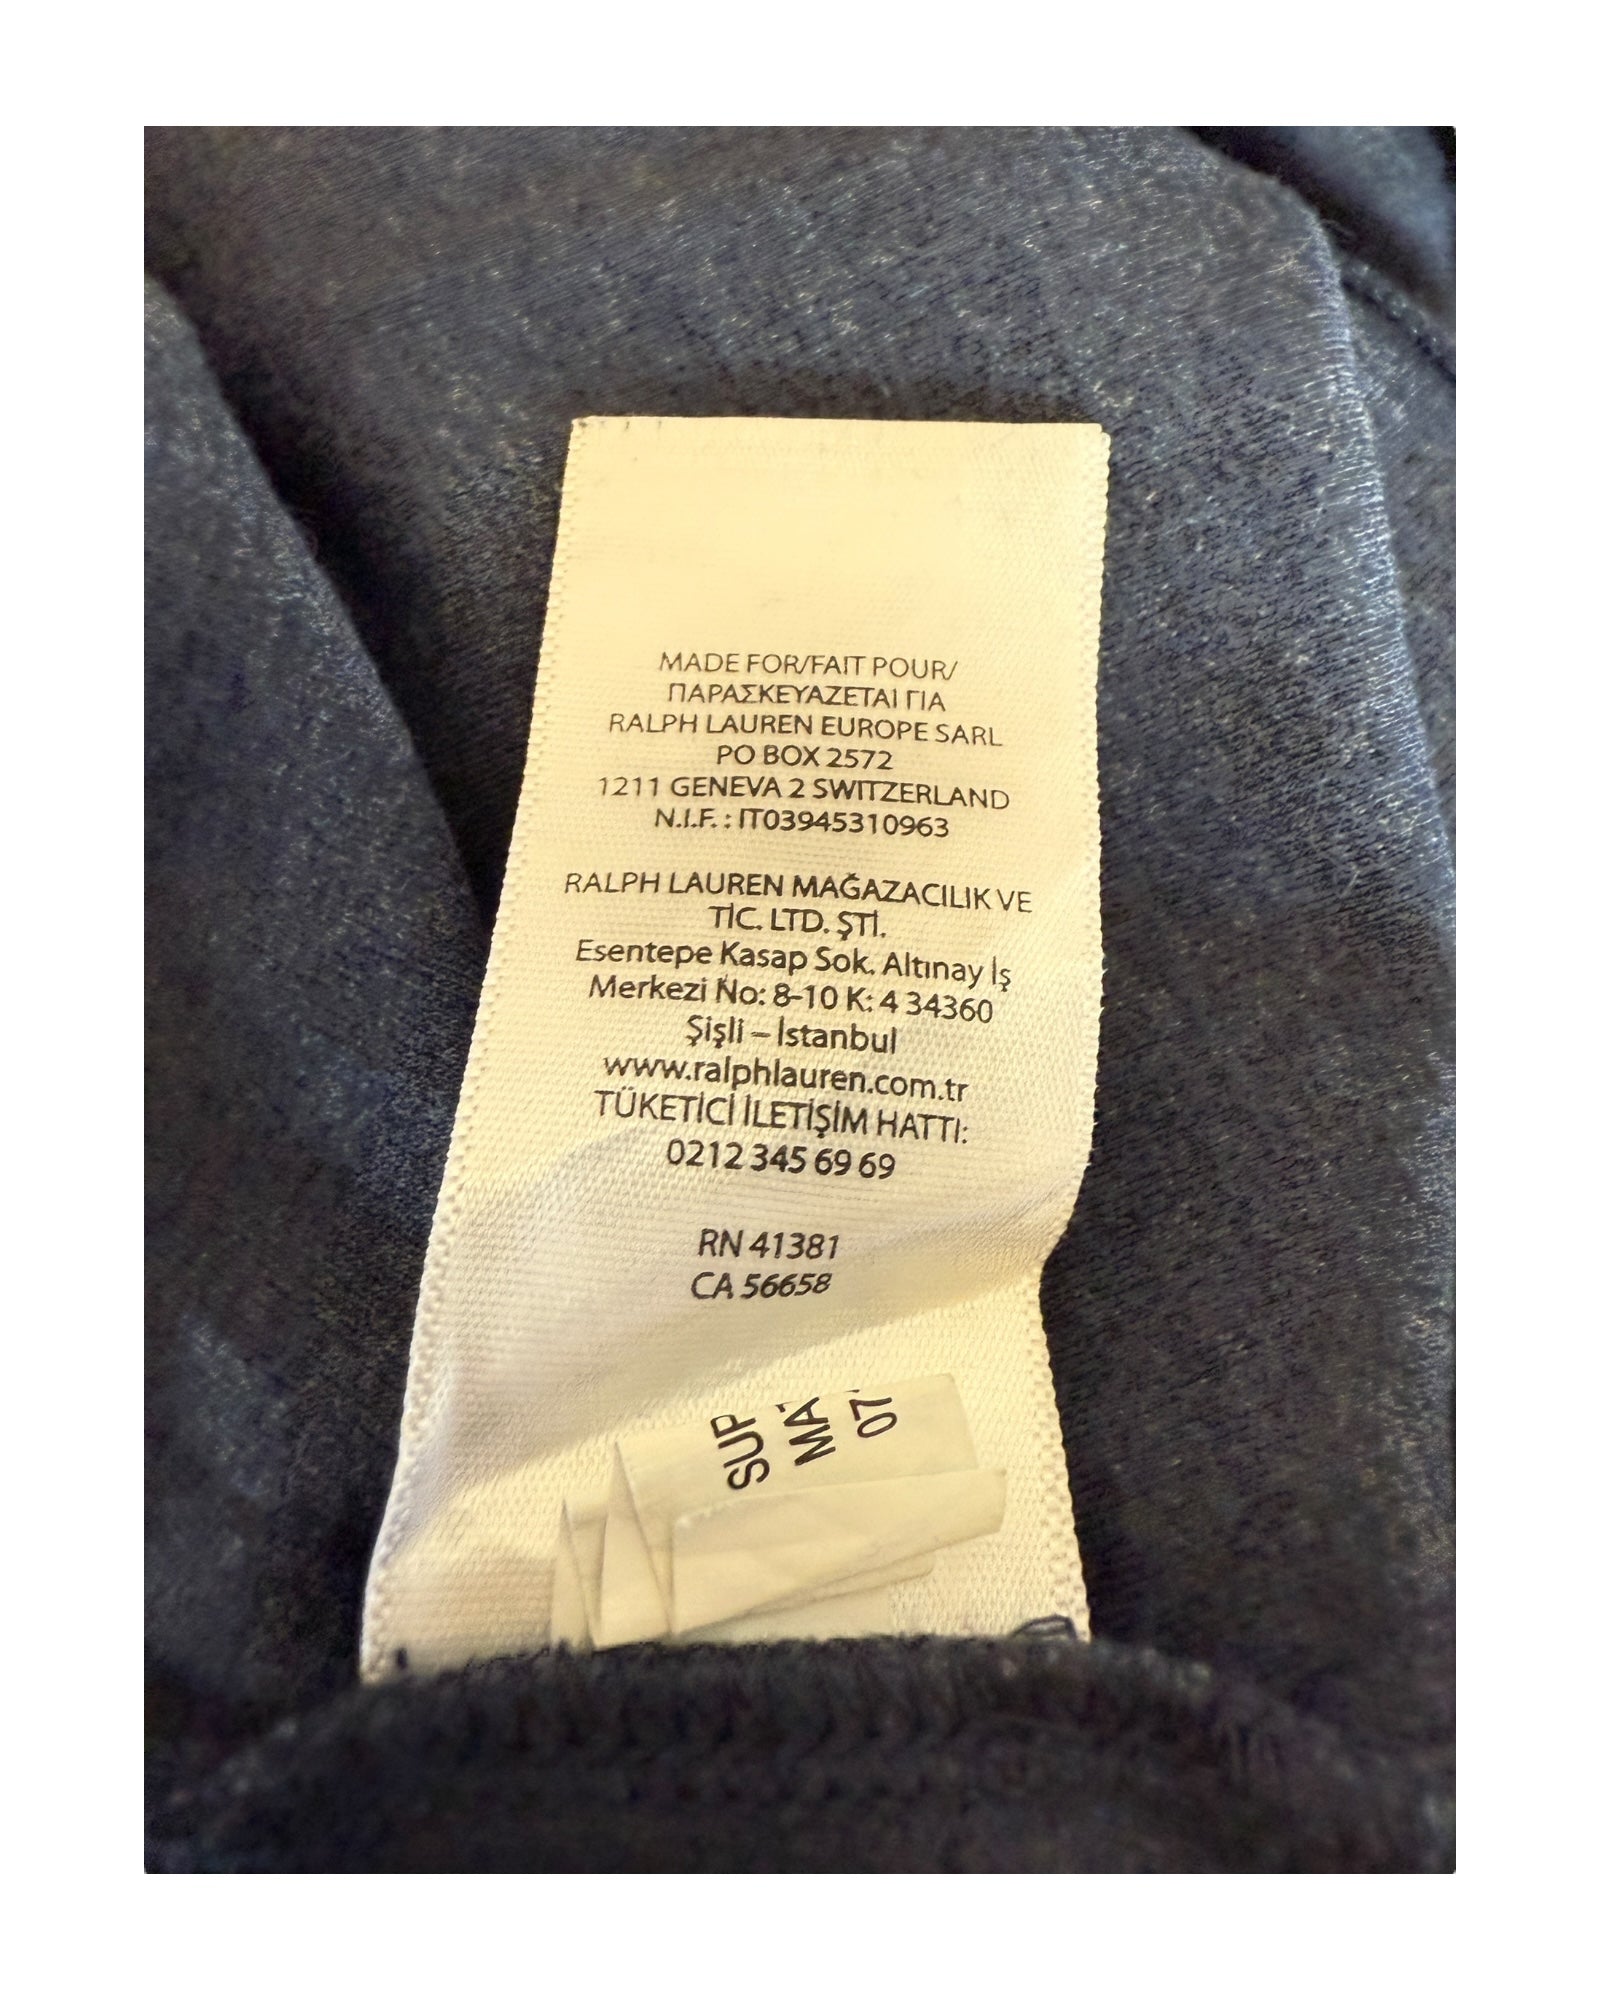 MADE FOR/FAIT POUR/
ΠΑΡΑΣΚΕΥΑΖΕΤΑΙ ΓΙΑ
RALPH LAUREN EUROPE SARL
PO BOX 2572
1211 GENEVA 2 SWITZERLAND
N.I.F. : IT03945310963
RALPH LAUREN MAĞAZACILIK VE
TİC. LTD. ŞTİ.
Esentepe Kasap Sok. Altınay İş
Merkezi No: 8-10 K: 4 34360
Şişli – İstanbul
www.ralphlauren.com.tr
TÜKETİCİ İLETİŞİM HATTI:
0212 345 69 69
RN 41381
CA 56658
SUP
MA
07